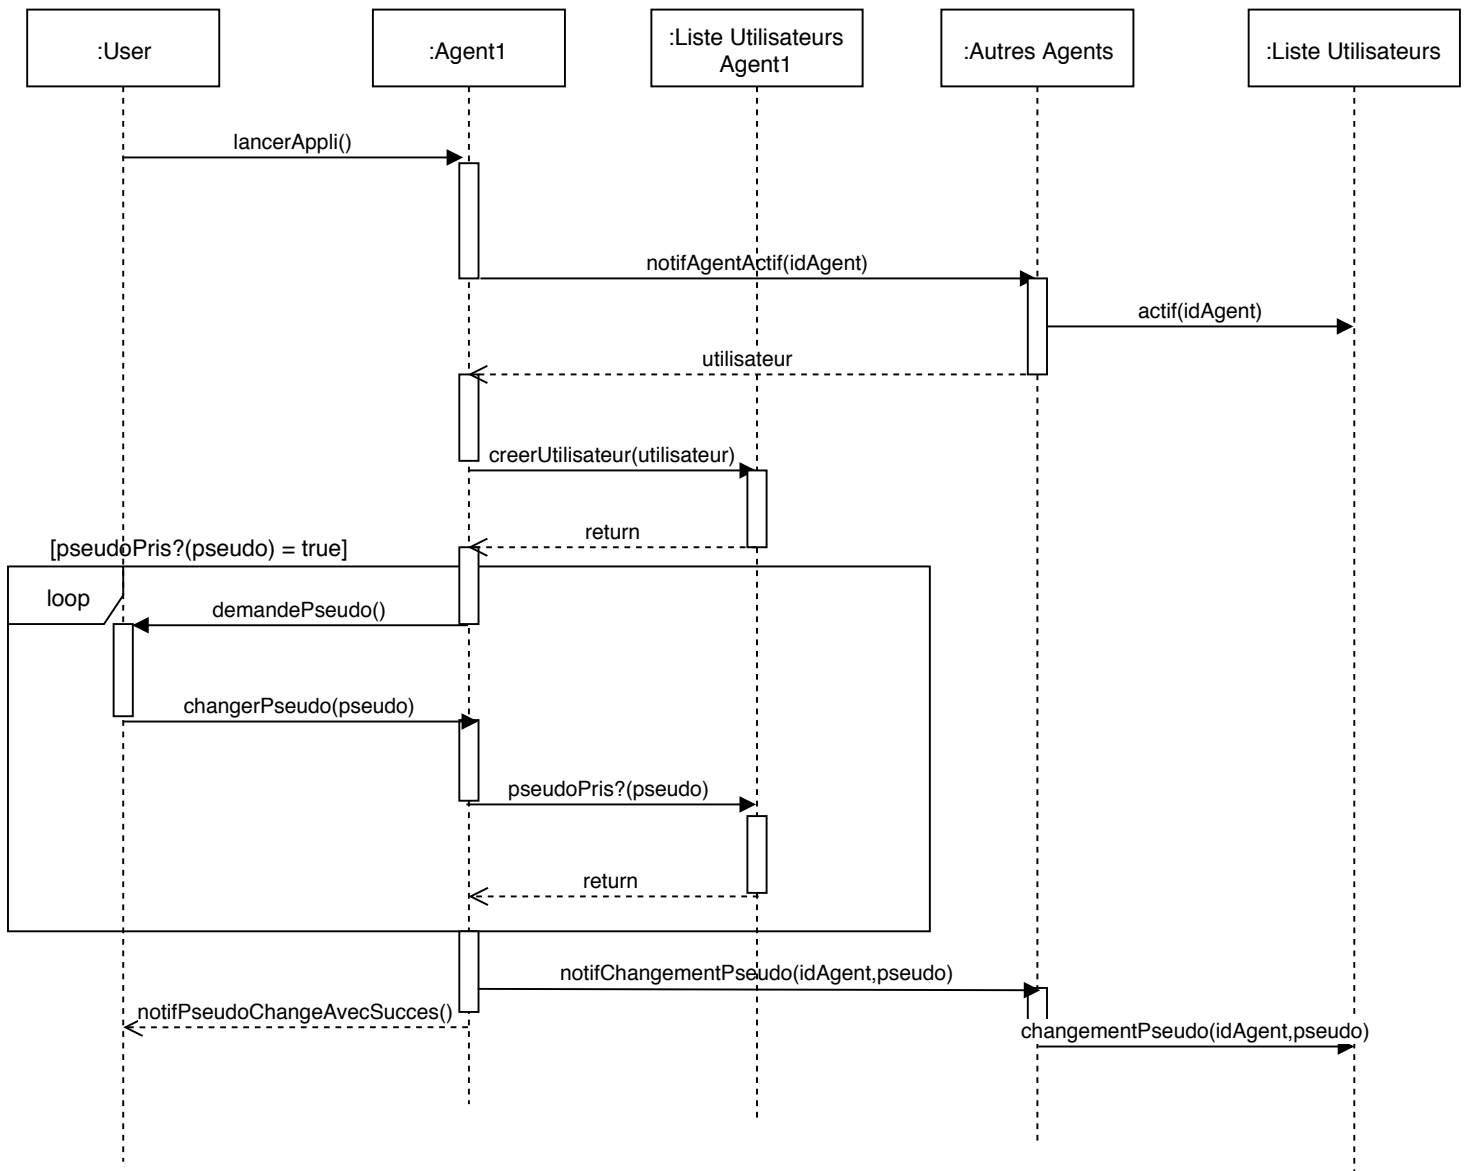 :User
:Agent1
:Liste Utilisateurs
Agent1
:Autres Agents
:Liste Utilisateurs
lancerAppli()
notifAgentActif(idAgent)
actif(idAgent)
utilisateur
creerUtilisateur(utilisateur)
return
[pseudoPris?(pseudo) = true]
loop
demandePseudo()
changerPseudo(pseudo)
pseudoPris?(pseudo)
return
notifChangementPseudo(idAgent,pseudo)
notifPseudoChangeAvecSucces()
changementPseudo(idAgent,pseudo)